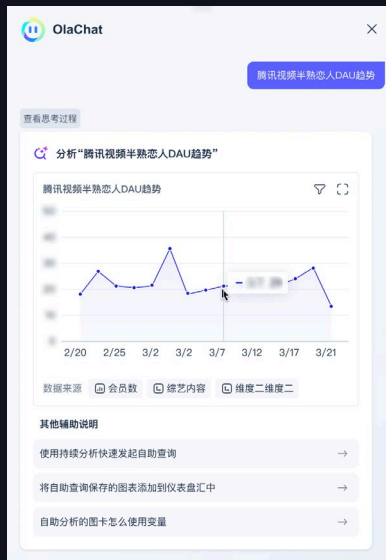 OlaChat
腾讯视频半熟恋人DAU趋势
查看思考过程
分析“腾讯视频半熟恋人DAU趋势”
腾讯视频半熟恋人DAU趋势
2/20 2/25 3/2 3/2 3/7 3/12 3/17 3/21
数据来源 会员数 综艺内容 维度二维度二
其他辅助说明
使用持续分析快速发起自助查询
将自助查询保存的图表添加到仪表盘汇中
自助分析的图卡怎么使用变量